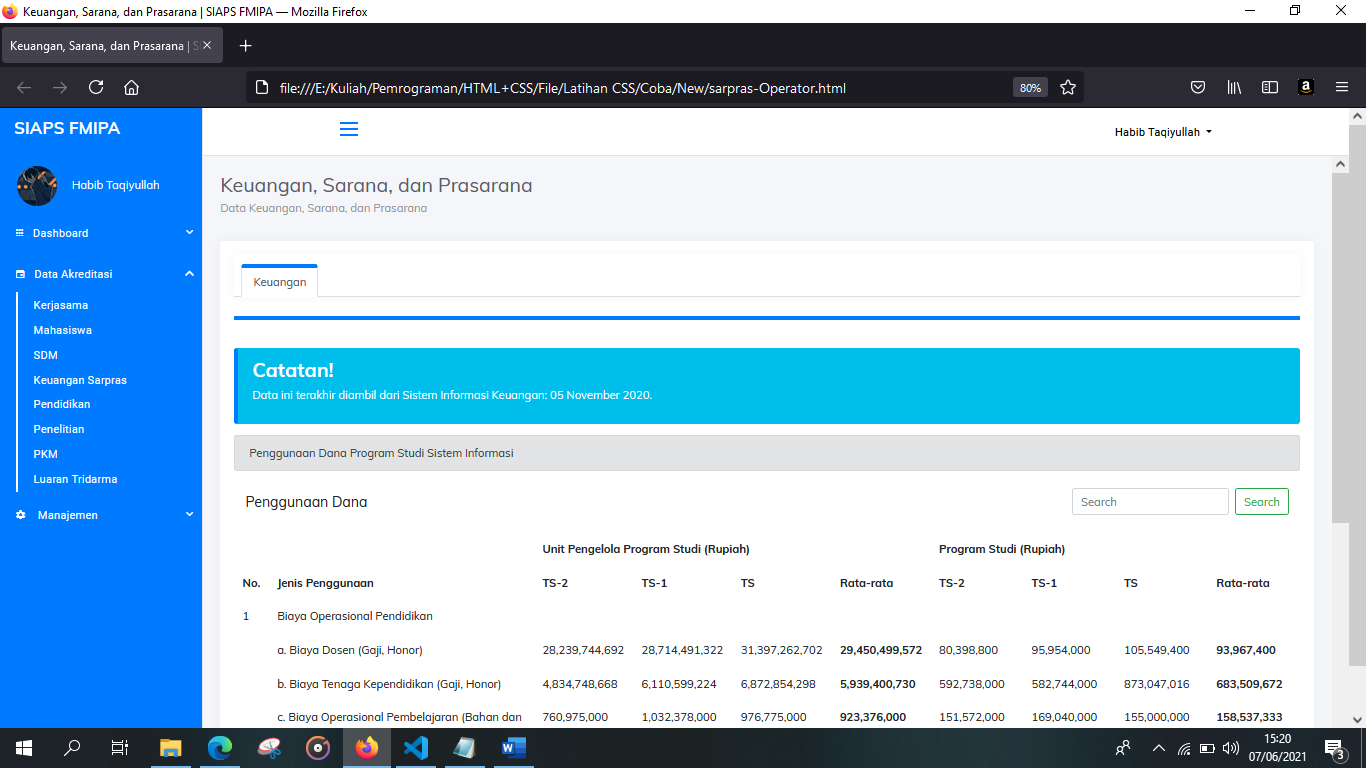 Keuangan, Sarana, dan Prasarana | SIAPS FMIPA — Mozilla Firefox
Keuangan, Sarana, dan Prasarana | S
file:///E:/Kuliah/Pemrograman/HTML+CSS/File/Latihan CSS/Coba/New/sarpras-Operator.html
80%
SIAPS FMIPA
Habib Taqiyullah
Habib Taqiyullah
Dashboard
Data Akreditasi
Kerjasama
Mahasiswa
SDM
Keuangan Sarpras
Pendidikan
Penelitian
PKM
Luaran Tridarma
Manajemen
Keuangan, Sarana, dan Prasarana
Data Keuangan, Sarana, dan Prasarana
Keuangan
Catatan!
Data ini terakhir diambil dari Sistem Informasi Keuangan: 05 November 2020.
Penggunaan Dana Program Studi Sistem Informasi
Penggunaan Dana
Search
Search
Unit Pengelola Program Studi (Rupiah) Program Studi (Rupiah)
No. Jenis Penggunaan TS-2 TS-1 TS Rata-rata TS-2 TS-1 TS Rata-rata
1 Biaya Operasional Pendidikan
a. Biaya Dosen (Gaji, Honor) 28,239,744,692 28,714,491,322 31,397,262,702 29,450,499,572 80,398,800 95,954,000 105,549,400 93,967,400
b. Biaya Tenaga Kependidikan (Gaji, Honor) 4,834,748,668 6,110,599,224 6,872,854,298 5,939,400,730 592,738,000 582,744,000 873,047,016 683,509,672
c. Biaya Operasional Pembelajaran (Bahan dan 760,975,000 1,032,378,000 976,775,000 923,376,000 151,572,000 169,040,000 155,000,000 158,537,333
15:20
07/06/2021
3